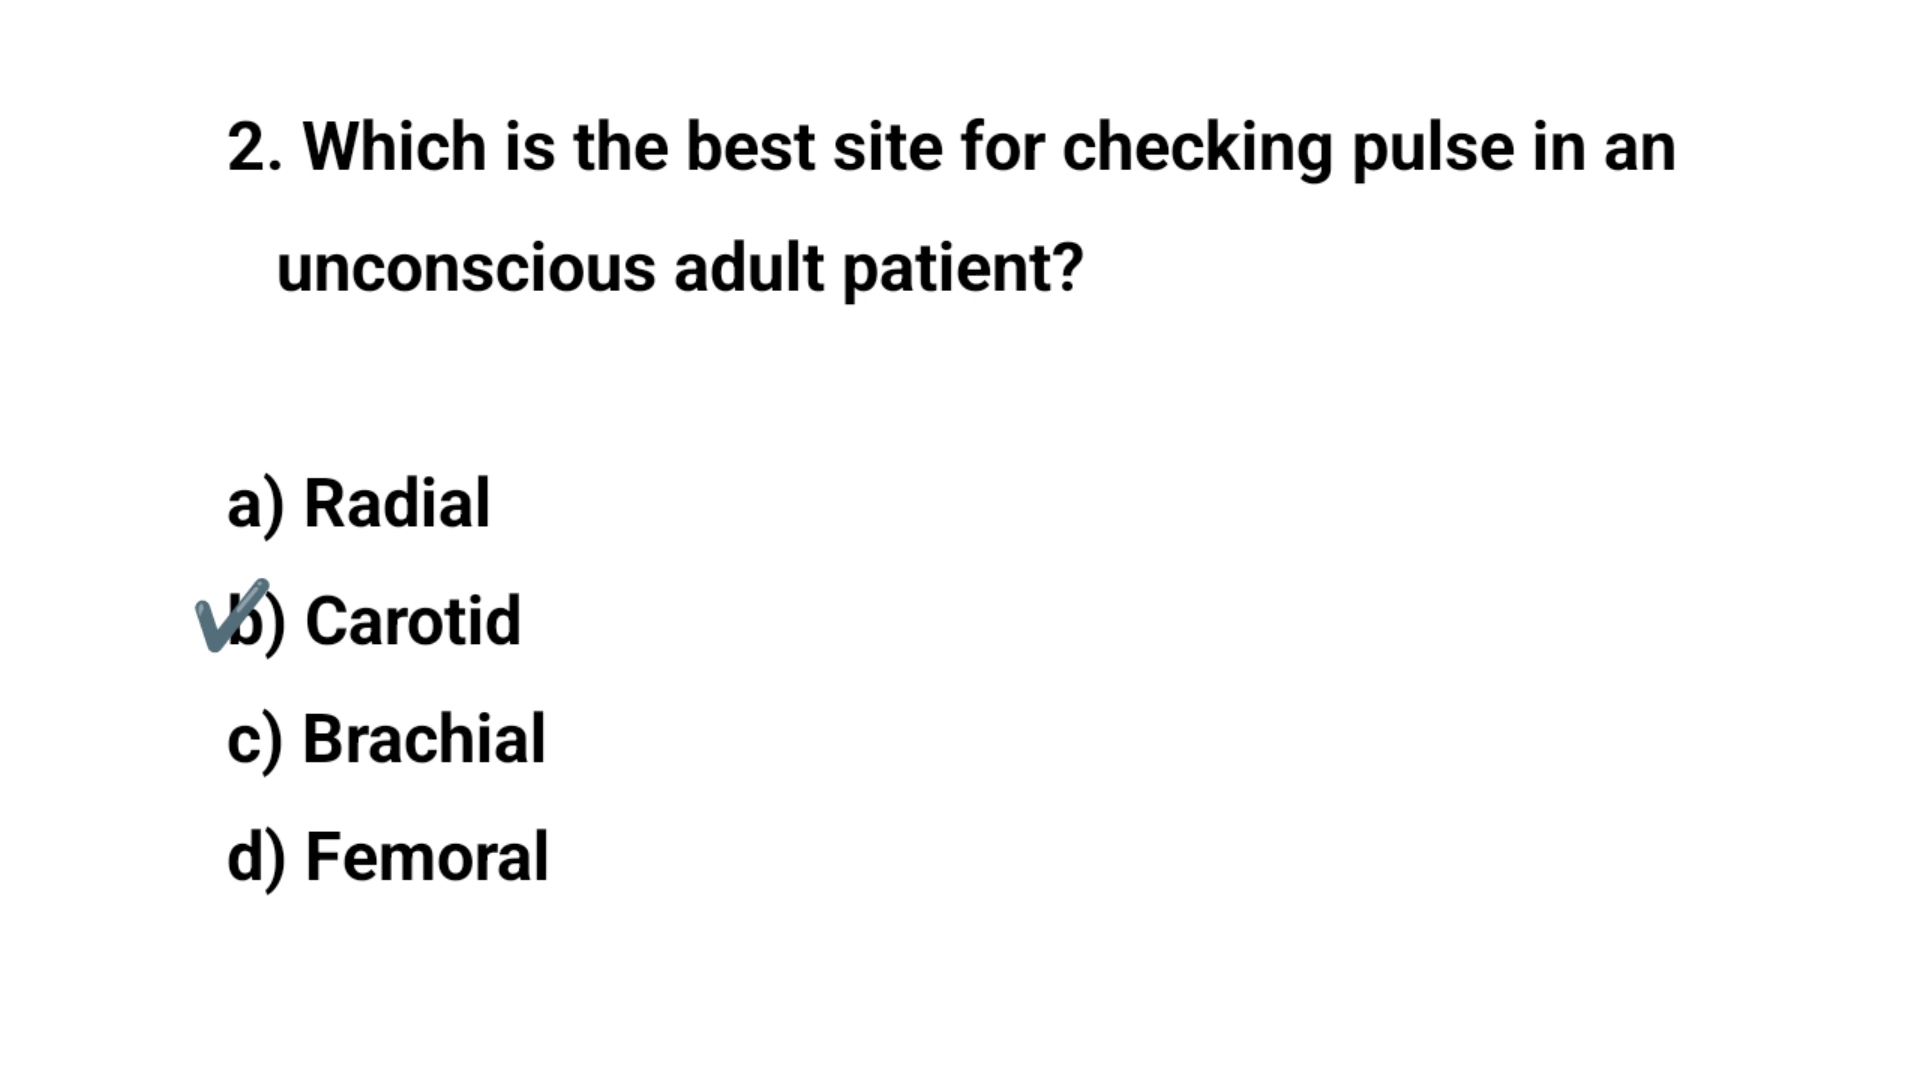 2. Which is the best site for checking pulse in an
unconscious adult patient?
a) Radial
✔️b) Carotid
c) Brachial
d) Femoral